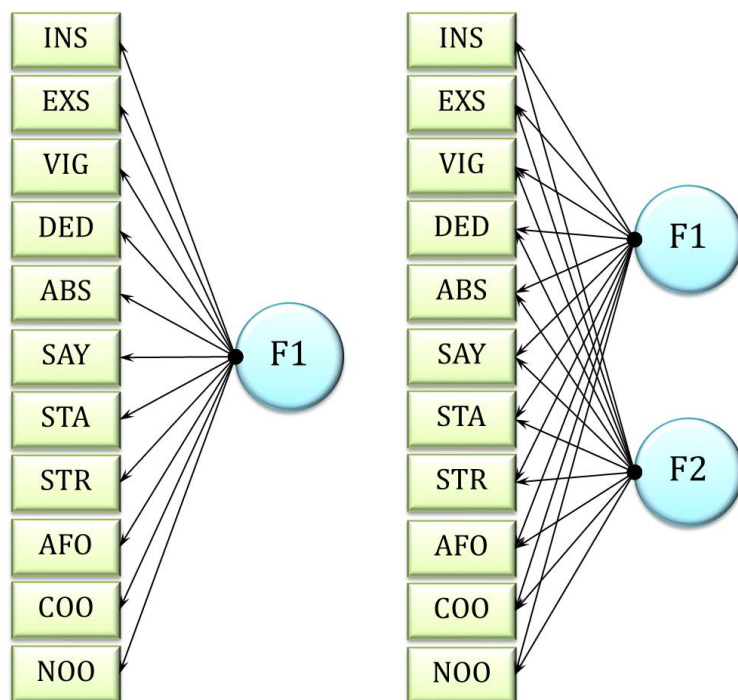 INS
EXS
VIG
DED
ABS
SAY
STA
STR
AFO
COO
NOO
F1
INS
EXS
VIG
DED
ABS
SAY
STA
STR
AFO
COO
NOO
F1
F2